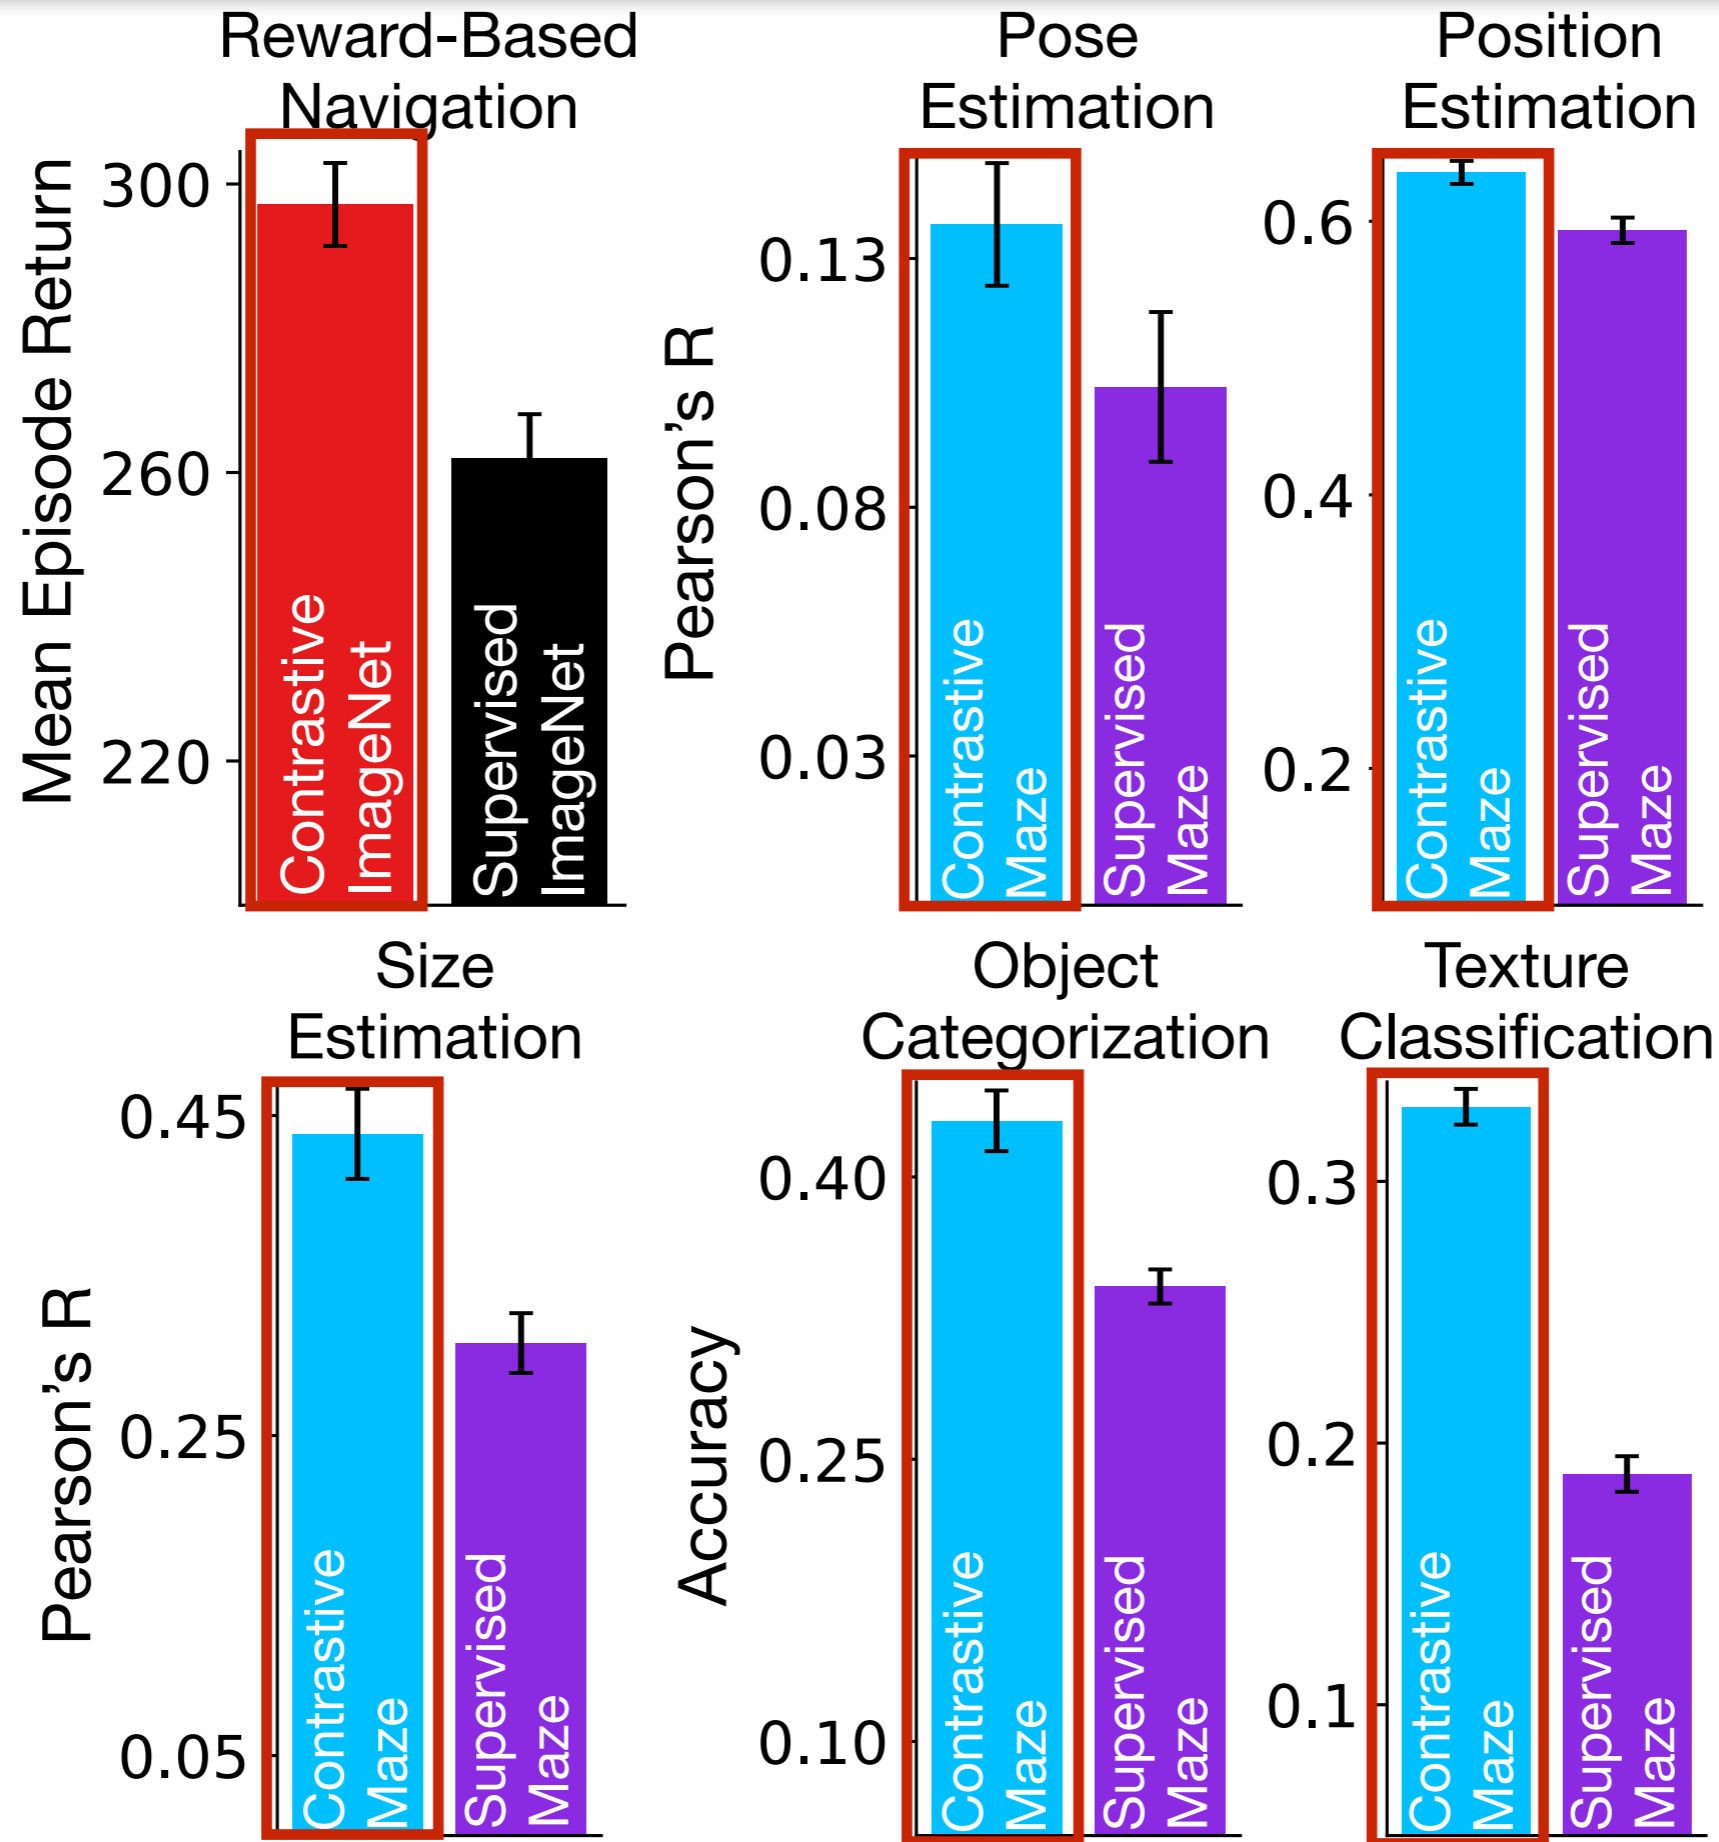 Reward-Based
Navigation
Mean Episode Return
300
260
220
Contrastive
ImageNet
Supervised
ImageNet
Pose
Estimation
Pearson's R
0.13
0.08
0.03
Contrastive
Maze
Supervised
Maze
Position
Estimation
0.6
0.4
0.2
Contrastive
Maze
Supervised
Maze
Size
Estimation
Pearson's R
0.45
0.25
0.05
Contrastive
Maze
Supervised
Maze
Object
Categorization
Accuracy
0.40
0.25
0.10
Contrastive
Maze
Supervised
Maze
Texture
Classification
0.3
0.2
0.1
Contrastive
Maze
Supervised
Maze